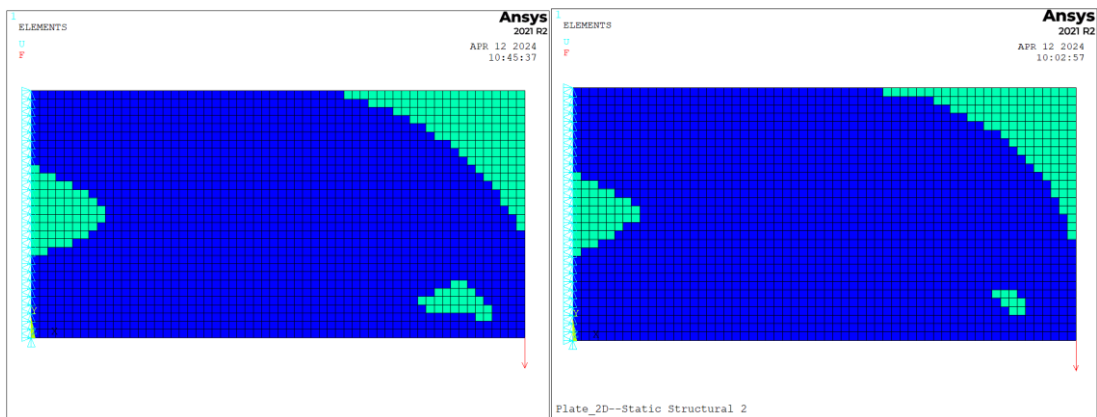 1
ELEMENTS
U
F
Ansys
2021 R2
APR 12 2024
10:45:37
Y
X
1
ELEMENTS
U
F
Ansys
2021 R2
APR 12 2024
10:02:57
Y
X
Plate_2D--Static Structural 2